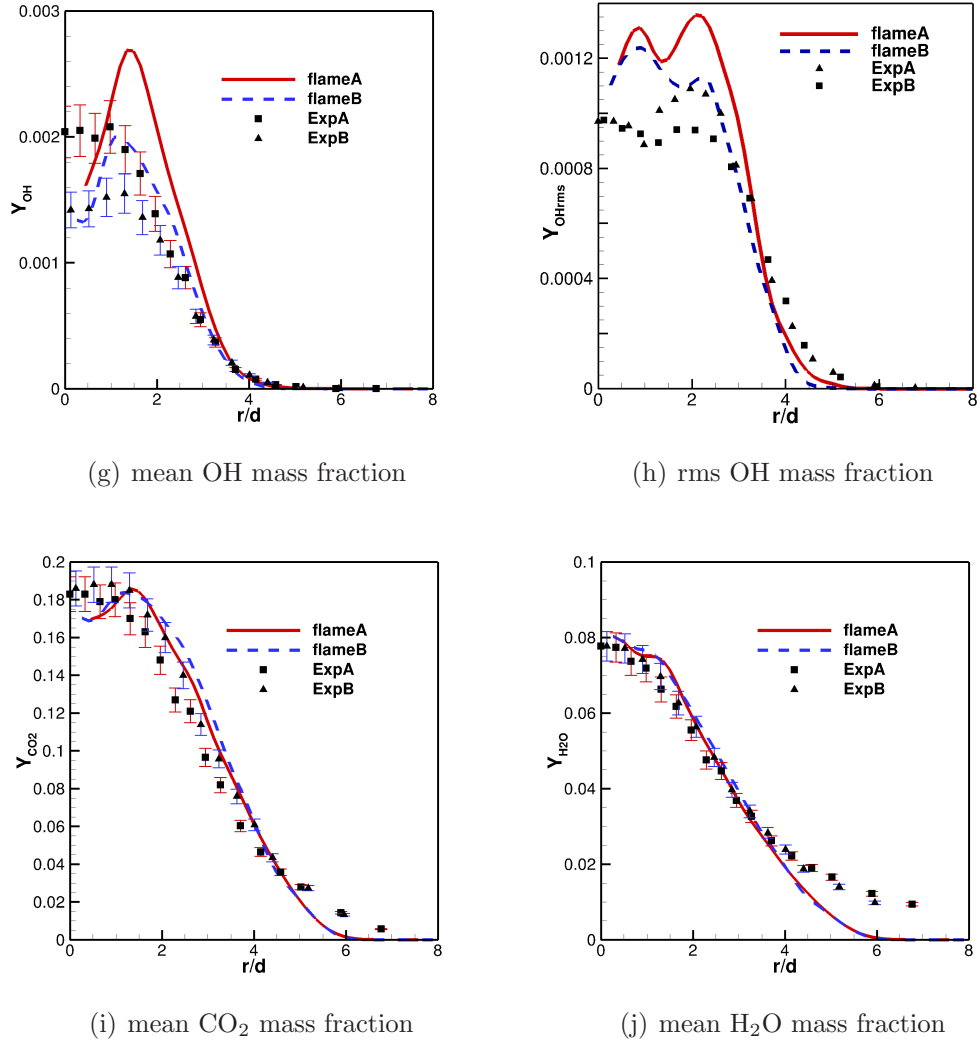 0.003
0.002
0.001
0
Y_OH
flameA
flameB
ExpA
ExpB
0 2 4 6 8
r/d
(g) mean OH mass fraction
0.0012
0.0008
0.0004
0
Y_OHrms
flameA
flameB
ExpA
ExpB
0 2 4 6 8
r/d
(h) rms OH mass fraction
0.2
0.18
0.16
0.14
0.12
0.1
0.08
0.06
0.04
0.02
0
Y_CO2
flameA
flameB
ExpA
ExpB
0 2 4 6 8
r/d
(i) mean CO₂ mass fraction
0.1
0.08
0.06
0.04
0.02
0
Y_H2O
flameA
flameB
ExpA
ExpB
0 2 4 6 8
r/d
(j) mean H₂O mass fraction